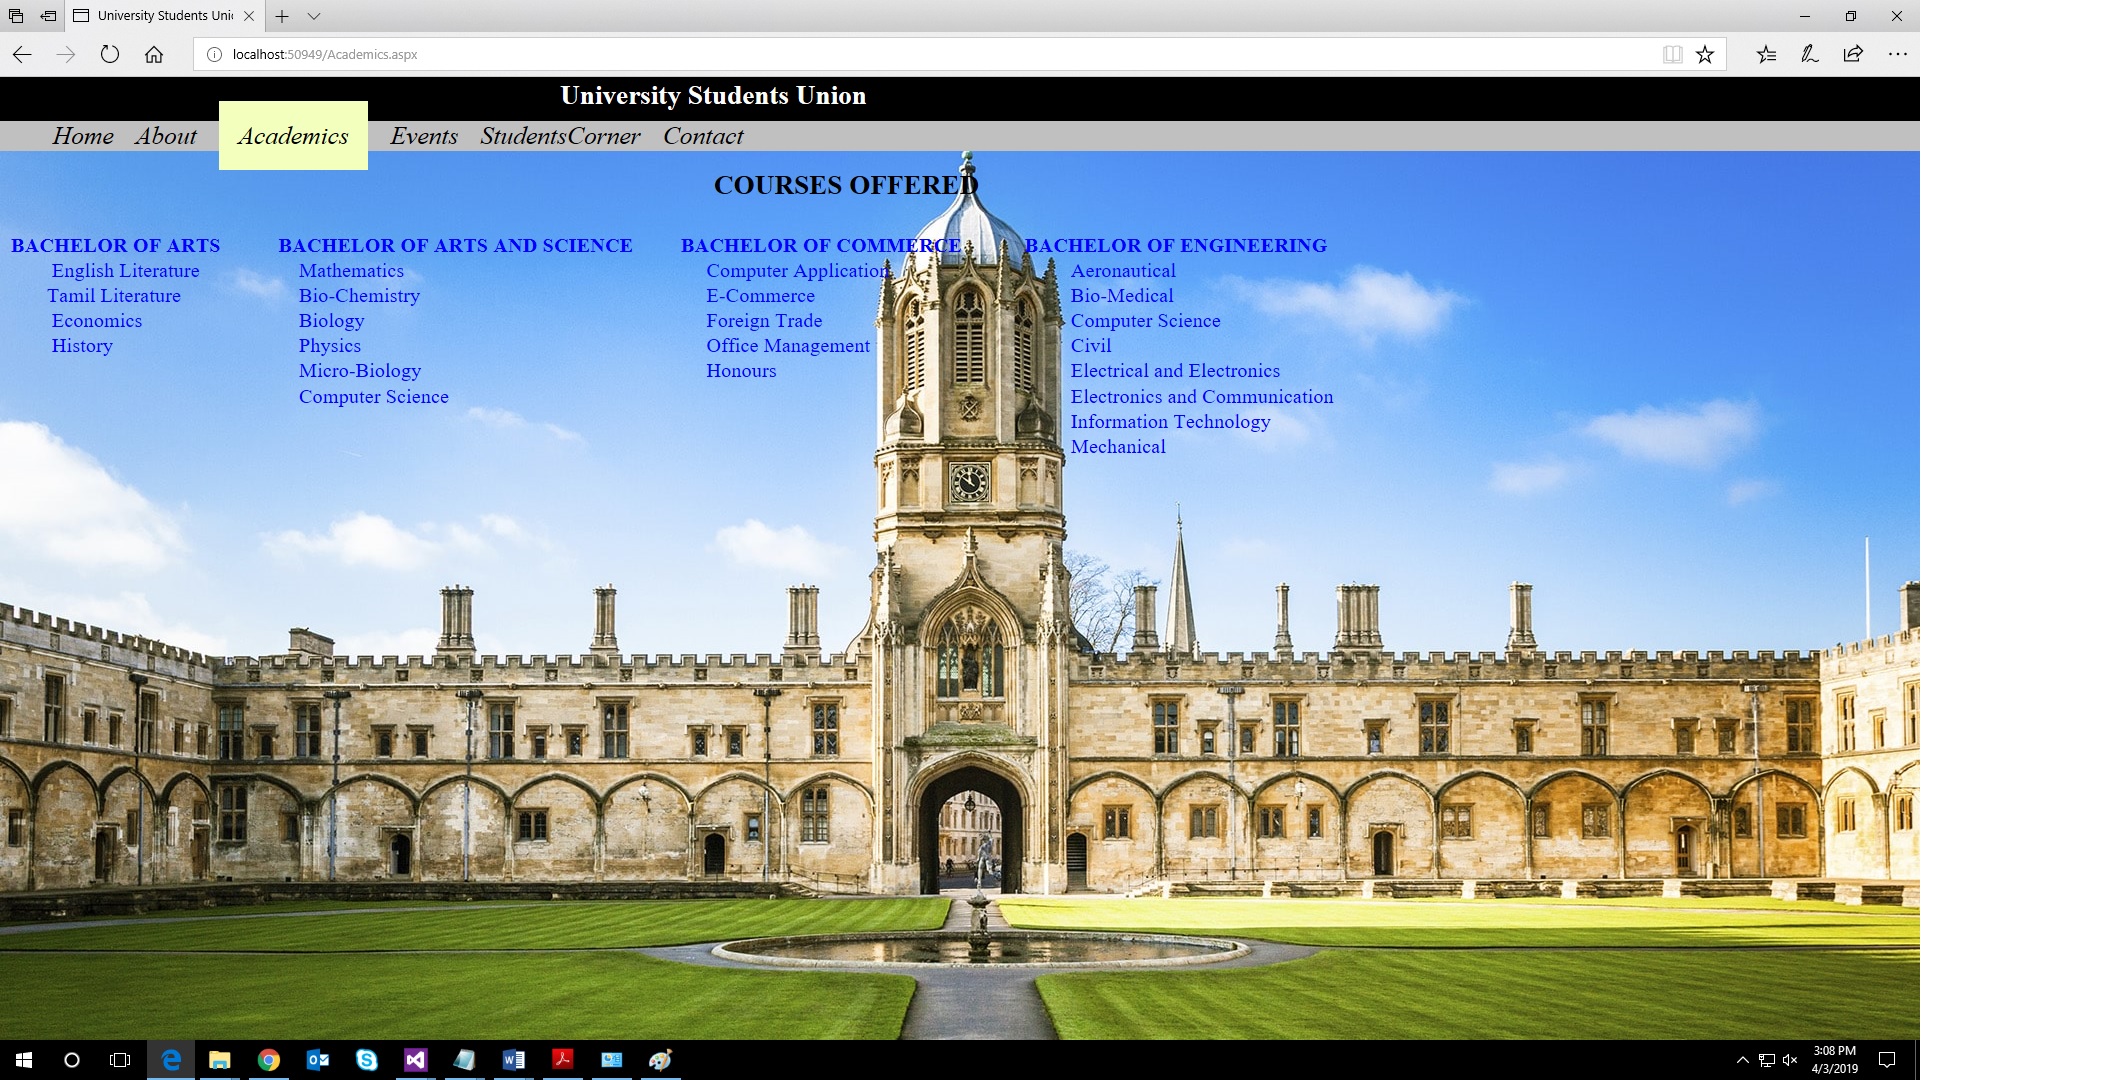 University Students Unic
localhost:50949/Academics.aspx
University Students Union
Home About Academics Events StudentsCorner Contact
COURSES OFFERED
BACHELOR OF ARTS
English Literature
Tamil Literature
Economics
History
BACHELOR OF ARTS AND SCIENCE
Mathematics
Bio-Chemistry
Biology
Physics
Micro-Biology
Computer Science
BACHELOR OF COMMERCE
Computer Application
E-Commerce
Foreign Trade
Office Management
Honours
BACHELOR OF ENGINEERING
Aeronautical
Bio-Medical
Computer Science
Civil
Electrical and Electronics
Electronics and Communication
Information Technology
Mechanical
3:08 PM
4/3/2019